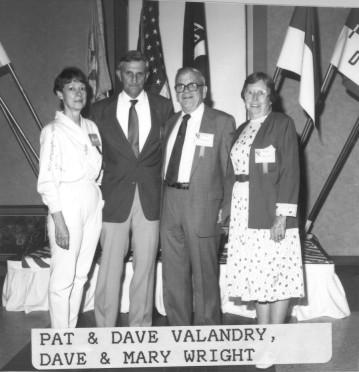 PAT & DAVE VALANDRY,
DAVE & MARY WRIGHT